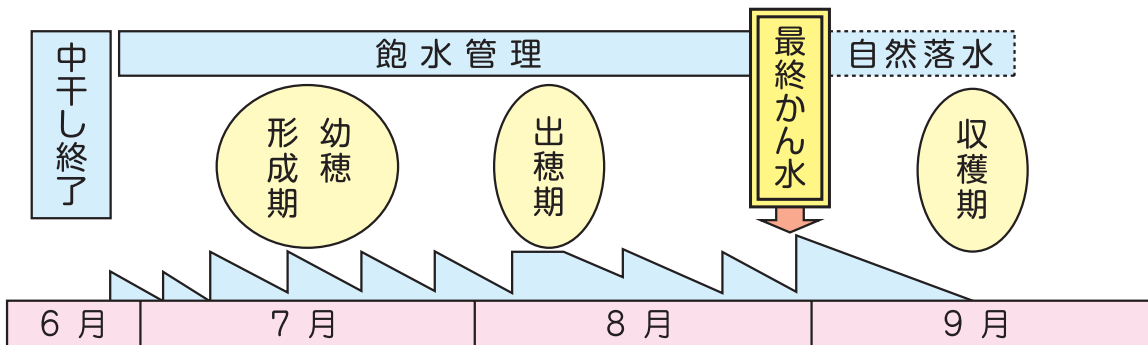 中干し終了
飽水管理
最終かん水
自然落水
幼穂
形成期
出穂期
収穫期
6月
7月
8月
9月